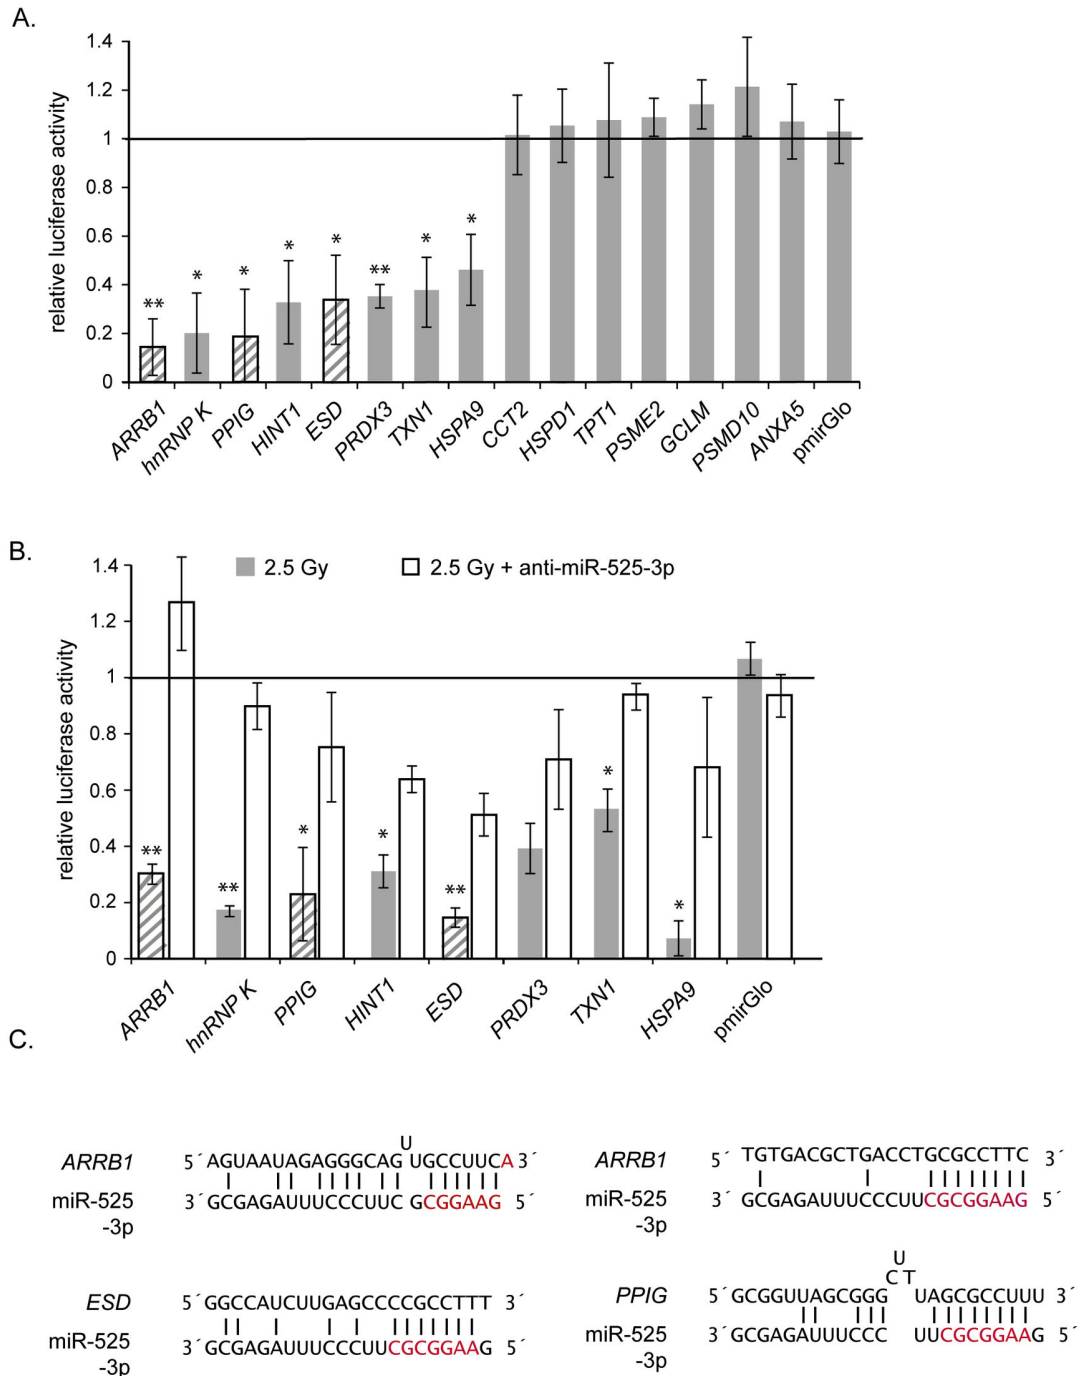 A.
relative luciferase activity
1.4
1.2
1
0.8
0.6
0.4
0.2
0
** * * * * ** * *
ARRB1 hnRNP K PPIG HINT1 ESD PRDX3 TXN1 HSPA9 CCT2 HSPD1 TPT1 PSME2 GCLM PSMD10 ANXA5 pmirGlo
B.
2.5 Gy 2.5 Gy + anti-miR-525-3p
relative luciferase activity
1.4
1.2
1
0.8
0.6
0.4
0.2
0
** ** * * ** * *
ARRB1 hnRNP K PPIG HINT1 ESD PRDX3 TXN1 HSPA9 pmirGlo
C.
U
ARRB1 5´ AGUAAUAGAGGGCAG UGCCUUCA 3´
miR-525 3´ GCGAGAUUUCCCUUC GCGGAAG 5´
-3p
ARRB1 5´ TGTGACGCTGACCTGCGCCTTC 3´
miR-525 3´ GCGAGAUUUCCCUUCGCGGAAG 5´
-3p
ESD 5´ GGCCAUCUUGAGCCCCGCCTTT 3´
miR-525 3´ GCGAGAUUUCCCUUCGCGGAAG 5´
-3p
U
CT
PPIG 5´ GCGGUUAGCGGG UAGCGCCUUU 3´
miR-525 3´ GCGAGAUUUCCC UUCGCGGAAG 5´
-3p